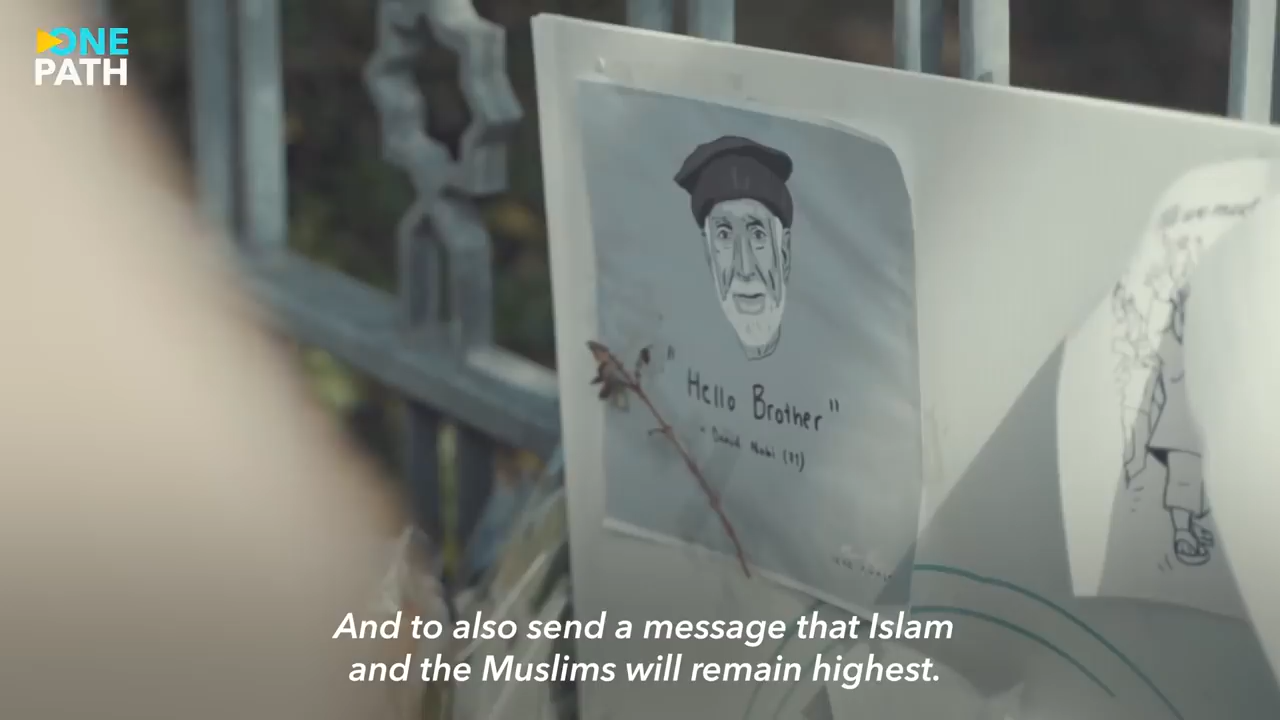 ONE
PATH
"Hello Brother"
And to also send a message that Islam
and the Muslims will remain highest.